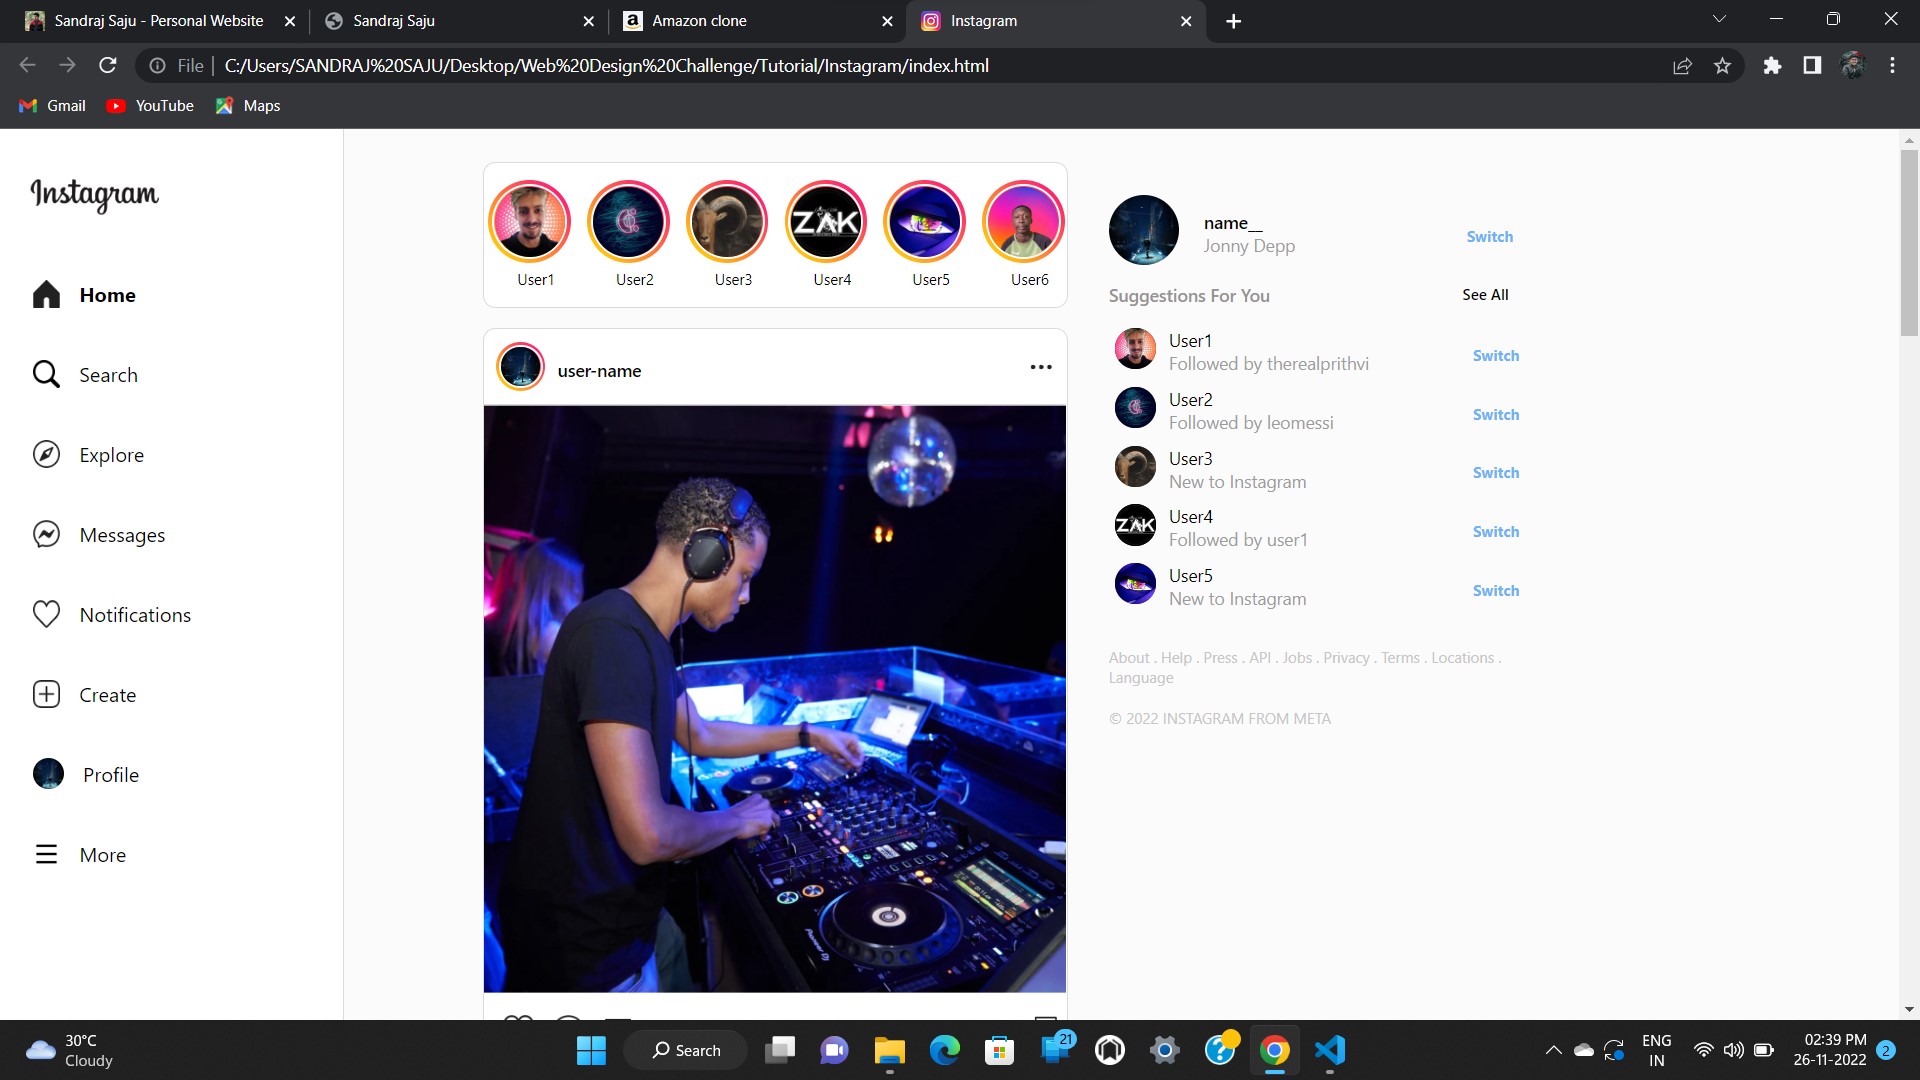 Sandraj Saju - Personal Website
Sandraj Saju
Amazon clone
Instagram
File
C:/Users/SANDRAJ%20SAJU/Desktop/Web%20Design%20Challenge/Tutorial/Instagram/index.html
Gmail
YouTube
Maps
Instagram
Home
Search
Explore
Messages
Notifications
Create
Profile
More
ZAK
User1
User2
User3
User4
User5
User6
user-name
Pioneer DJ
name__
Jonny Depp
Switch
Suggestions For You
See All
User1
Followed by therealprithvi
Switch
User2
Followed by leomessi
Switch
User3
New to Instagram
Switch
ZAK
User4
Followed by user1
Switch
User5
New to Instagram
Switch
About . Help . Press . API . Jobs . Privacy . Terms . Locations .
Language
© 2022 INSTAGRAM FROM META
30°C
Cloudy
Search
21
ENG
IN
02:39 PM
26-11-2022
2